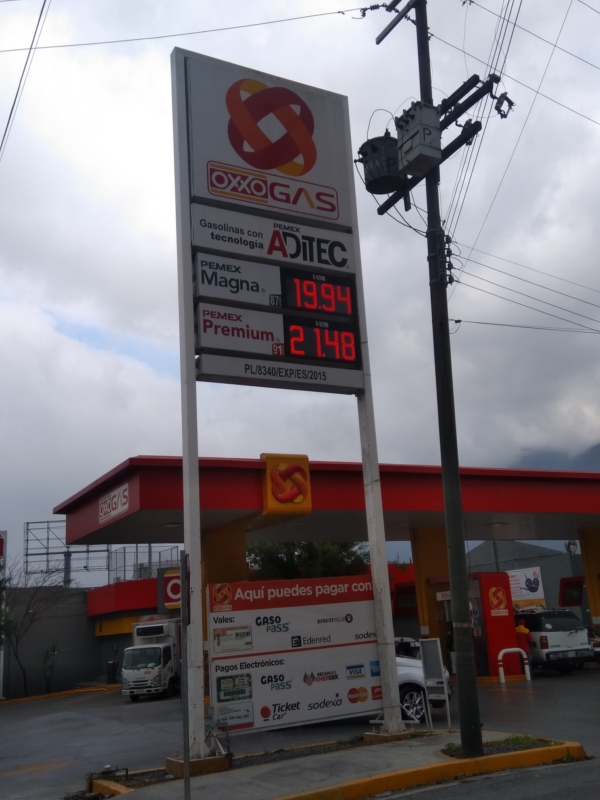 OXXO GAS
Gasolinas con
tecnología
PEMEX
ADiTEC
PEMEX
Magna 87
19.94
PEMEX
Premium 91
21.48
PL/8340/EXP/ES/2015
OXXO GAS
Aquí puedes pagar con
Vales:
GASO
PASS
Edenred
sodexo
Pagos Electrónicos:
GASO
PASS
VISA
Ticket
Car
sodexo
P